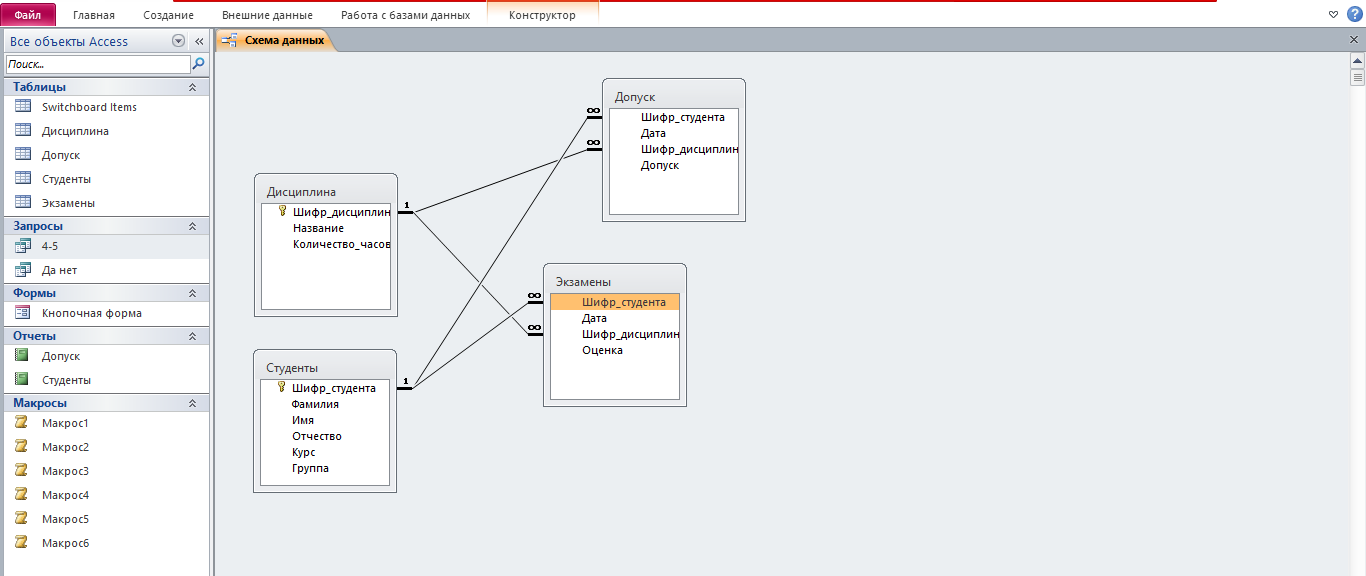 Файл Главная Создание Внешние данные Работа с базами данных Конструктор
Все объекты Access
Поиск...
Таблицы
Switchboard Items
Дисциплина
Допуск
Студенты
Экзамены
Запросы
4-5
Да нет
Формы
Кнопочная форма
Отчеты
Допуск
Студенты
Макросы
Макрос1
Макрос2
Макрос3
Макрос4
Макрос5
Макрос6
Схема данных
Дисциплина
Шифр_дисциплин
Название
Количество_часов
1
Студенты
Шифр_студента
Фамилия
Имя
Отчество
Курс
Группа
1
Допуск
Шифр_студента
Дата
Шифр_дисциплин
Допуск
∞
∞
Экзамены
Шифр_студента
Дата
Шифр_дисциплин
Оценка
∞
∞